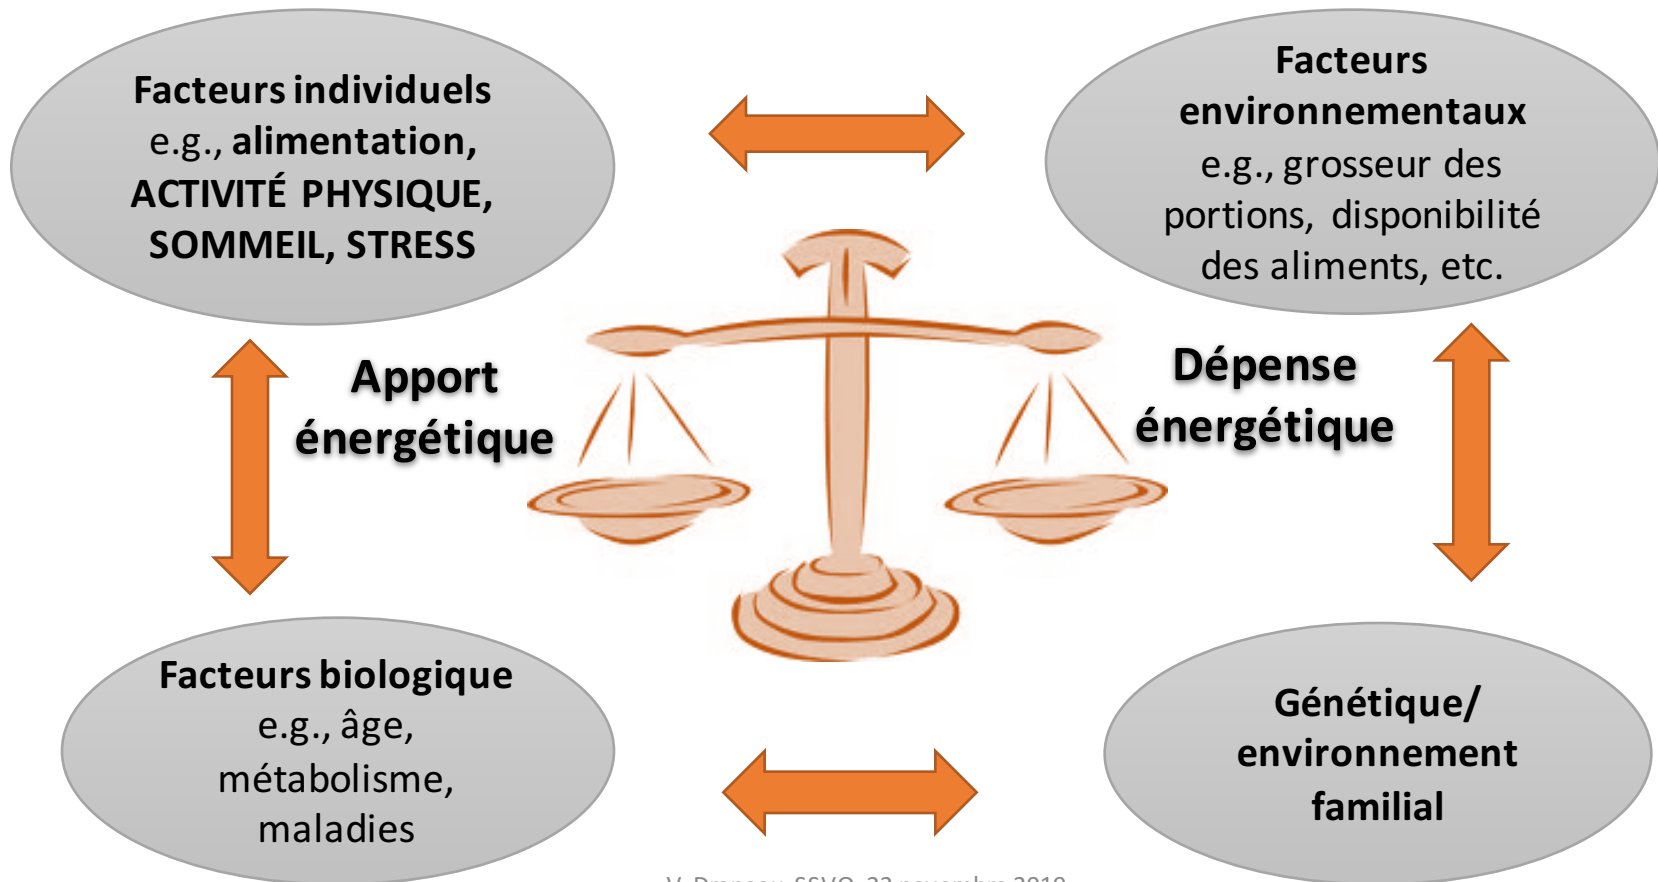 Facteurs individuels
e.g., alimentation,
ACTIVITÉ PHYSIQUE,
SOMMEIL, STRESS
Facteurs
environnementaux
e.g., grosseur des
portions, disponibilité
des aliments, etc.
Apport
énergétique
Dépense
énergétique
Facteurs biologique
e.g., âge,
métabolisme,
maladies
Génétique/
environnement
familial